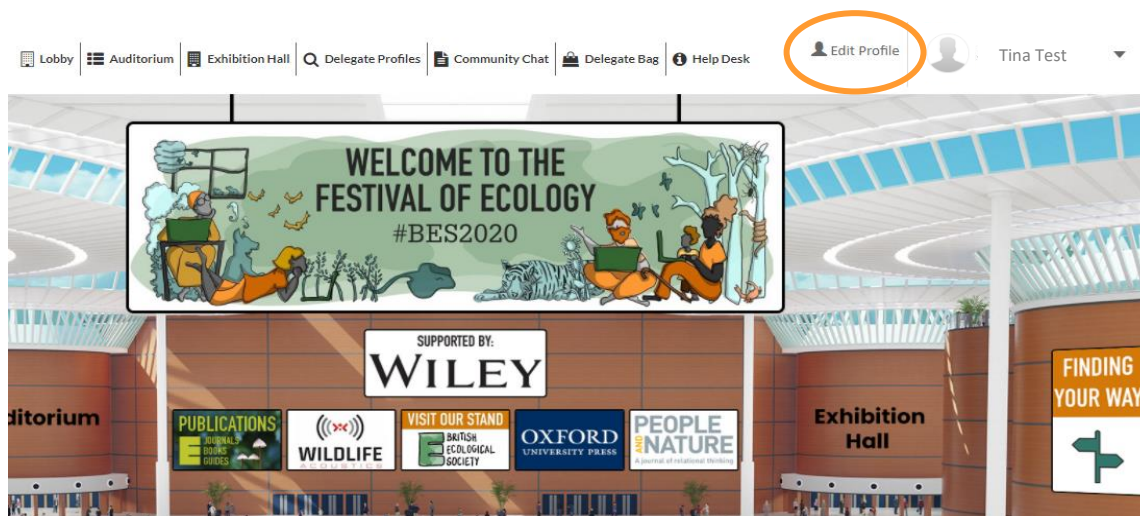 Lobby
Auditorium
Exhibition Hall
Delegate Profiles
Community Chat
Delegate Bag
Help Desk
Edit Profile
Tina Test
WELCOME TO THE
FESTIVAL OF ECOLOGY
#BES2020
SUPPORTED BY:
WILEY
ditorium
PUBLICATIONS
JOURNALS
BOOKS
GUIDES
WILDLIFE
ACOUSTICS
VISIT OUR STAND
BRITISH
ECOLOGICAL
SOCIETY
OXFORD
UNIVERSITY PRESS
PEOPLE
AND NATURE
A journal of relational thinking
Exhibition
Hall
FINDING
YOUR WAY